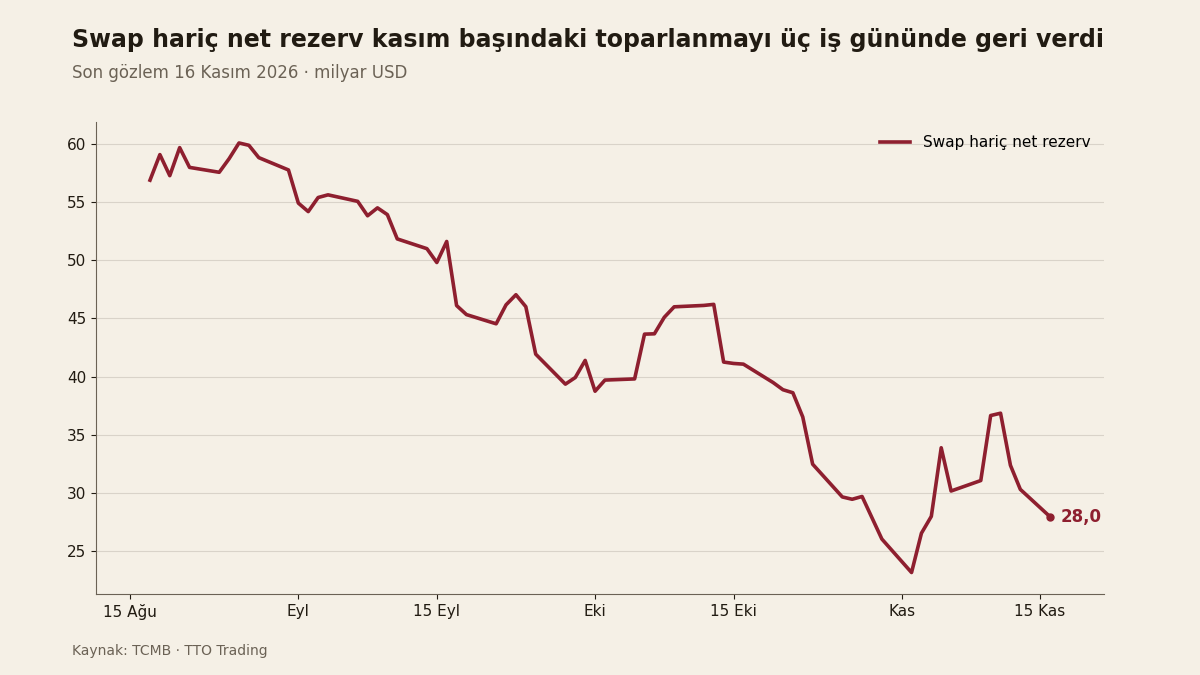 Swap hariç net rezerv kasım başındaki toparlanmayı üç iş gününde geri verdi
Son gözlem 16 Kasım 2026 · milyar USD
Swap hariç net rezerv
60
55
50
45
40
35
30
25
28,0
15 Ağu
Eyl
15 Eyl
Eki
15 Eki
Kas
15 Kas
Kaynak: TCMB · TTO Trading